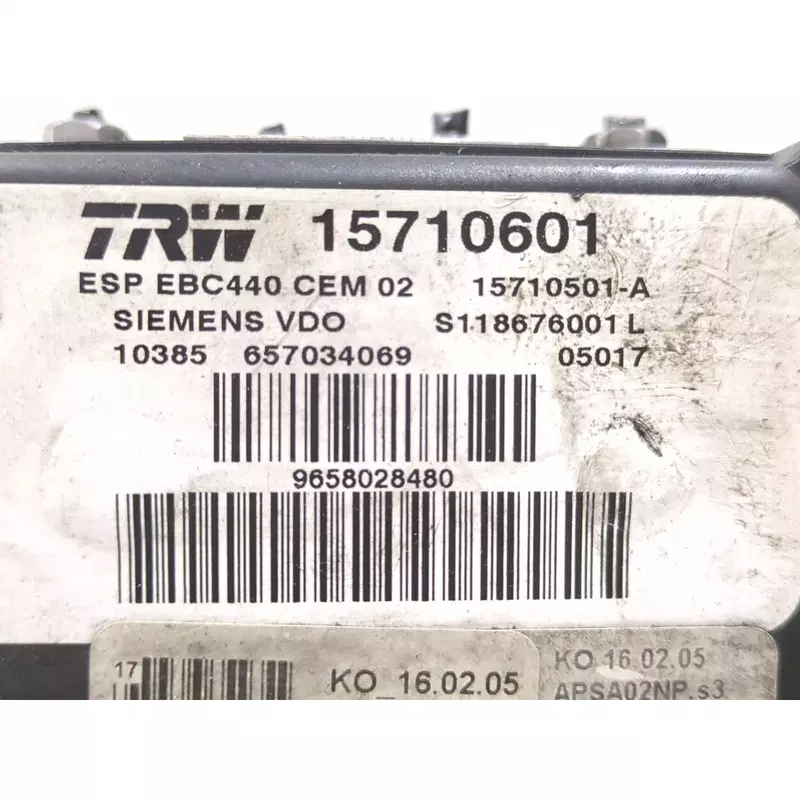 TRW 15710601
ESP EBC440 CEM 02 15710501-A
SIEMENS VDO S118676001 L
10385 657034069 05017
9658028480
17
KO_16.02.05
KO 16.02.05
APSA02NP.s3